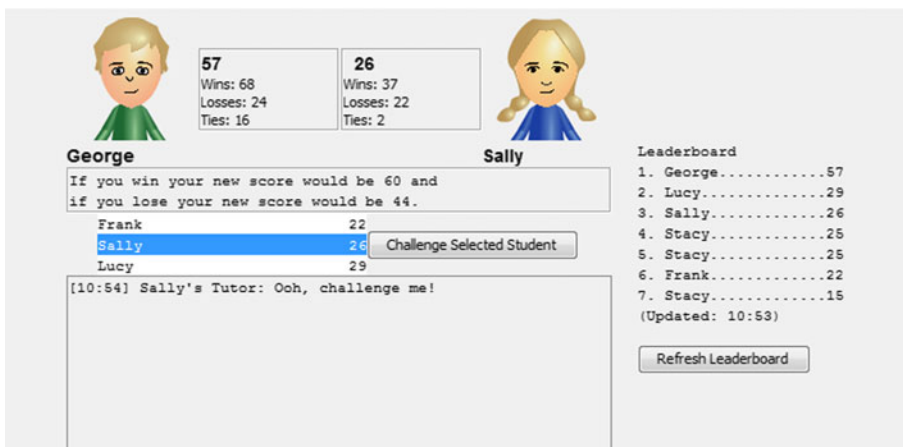 57
Wins: 68
Losses: 24
Ties: 16
26
Wins: 37
Losses: 22
Ties: 2
George
Sally
If you win your new score would be 60 and
if you lose your new score would be 44.
Frank 22
Sally 26
Lucy 29
Challenge Selected Student
[10:54] Sally's Tutor: Ooh, challenge me!
Leaderboard
1. George............57
2. Lucy..............29
3. Sally.............26
4. Stacy.............25
5. Stacy.............25
6. Frank.............22
7. Stacy.............15
(Updated: 10:53)
Refresh Leaderboard